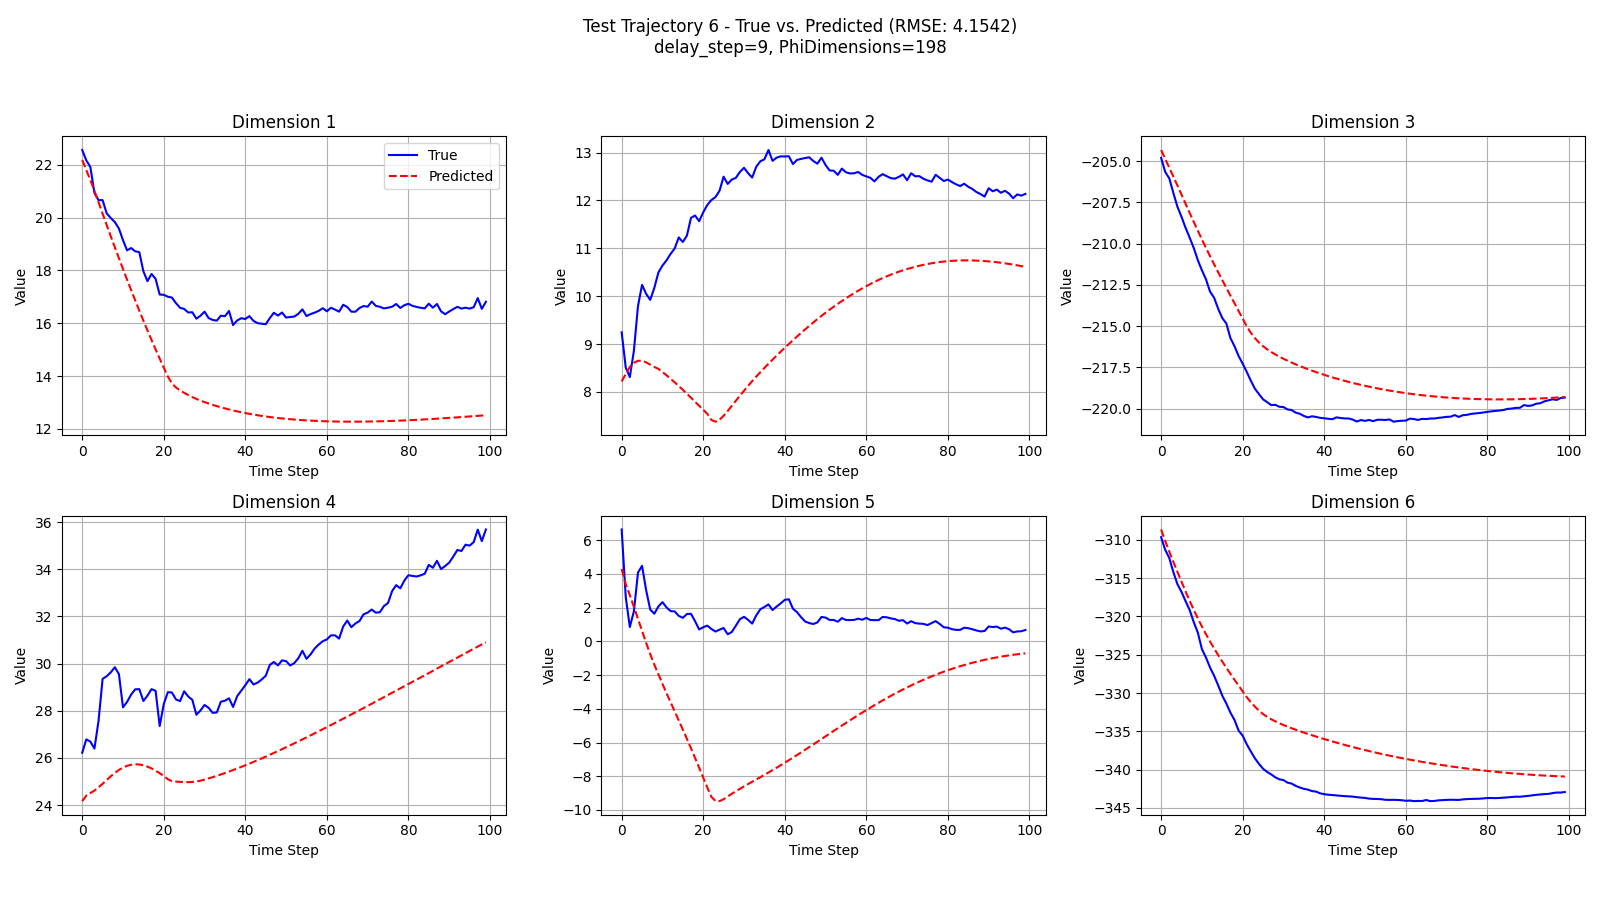 Test Trajectory 6 - True vs. Predicted (RMSE: 4.1542)
delay_step=9, PhiDimensions=198
Dimension 1
Value
22
20
18
16
14
12
0 20 40 60 80 100
Time Step
True
Predicted
Dimension 2
Value
13
12
11
10
9
8
0 20 40 60 80 100
Time Step
Dimension 3
Value
−205.0
−207.5
−210.0
−212.5
−215.0
−217.5
−220.0
0 20 40 60 80 100
Time Step
Dimension 4
Value
36
34
32
30
28
26
24
0 20 40 60 80 100
Time Step
Dimension 5
Value
6
4
2
0
−2
−4
−6
−8
−10
0 20 40 60 80 100
Time Step
Dimension 6
Value
−310
−315
−320
−325
−330
−335
−340
−345
0 20 40 60 80 100
Time Step